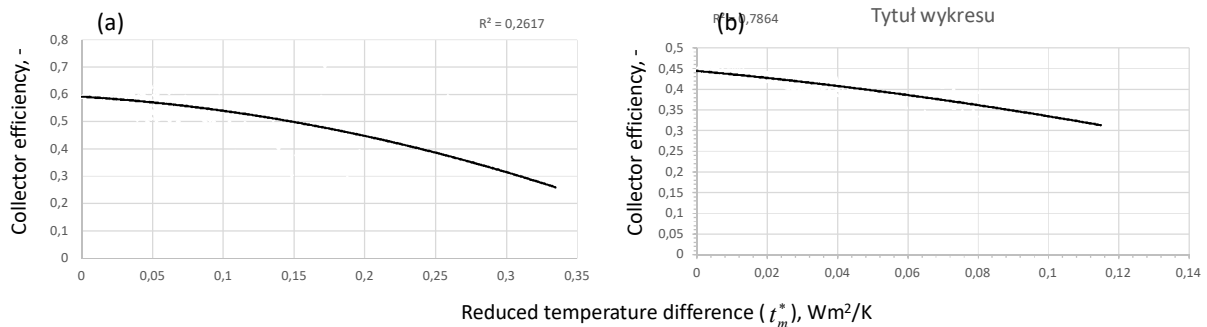 (a)
R² = 0,2617
Collector efficiency, -
0,8
0,7
0,6
0,5
0,4
0,3
0,2
0,1
0
0 0,05 0,1 0,15 0,2 0,25 0,3 0,35
(b)
R² = 0,7864
Tytuł wykresu
Collector efficiency, -
0,5
0,45
0,4
0,35
0,3
0,25
0,2
0,15
0,1
0,05
0
0 0,02 0,04 0,06 0,08 0,1 0,12 0,14
Reduced temperature difference ( t*m ), Wm²/K